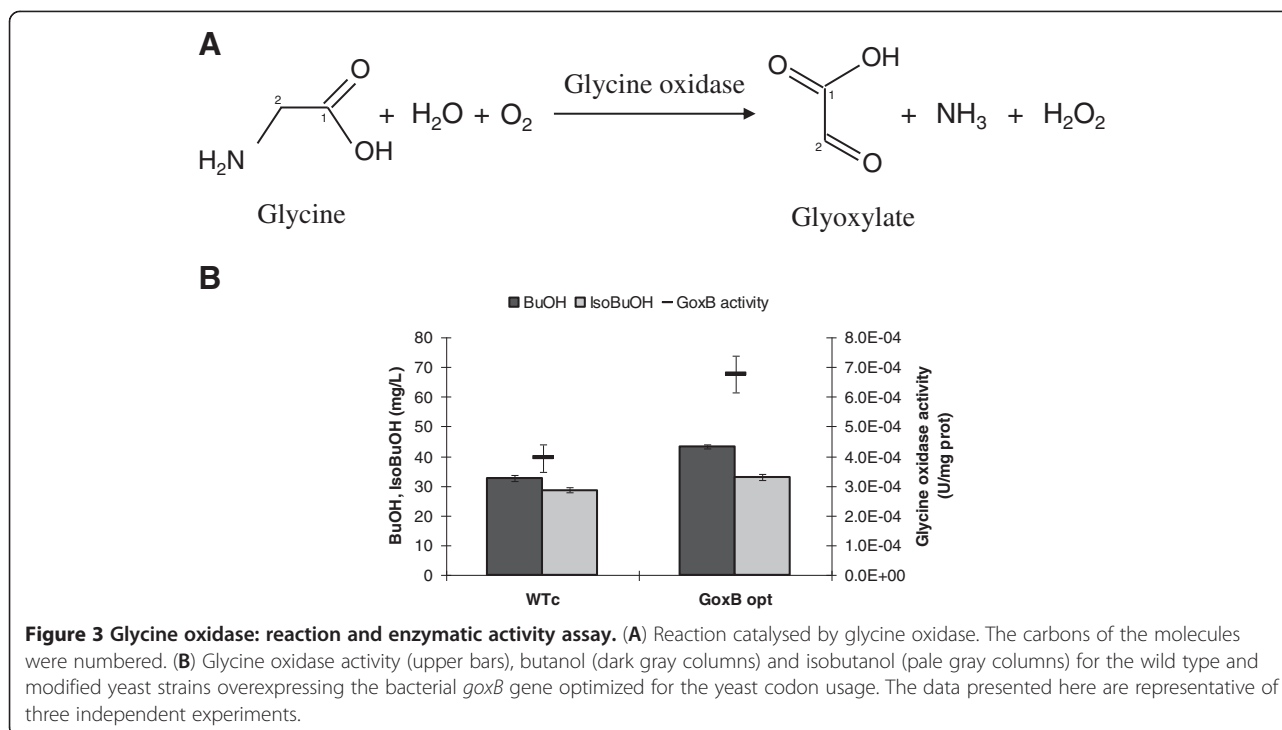 A
H₂N
2
1
O
OH
+ H₂O + O₂
Glycine oxidase
O
OH
1
2
O
+ NH₃ + H₂O₂
Glycine
Glyoxylate
B
BuOH IsoBuOH GoxB activity
BuOH, IsoBuOH (mg/L)
80
70
60
50
40
30
20
10
0
8.0E-04
7.0E-04
6.0E-04
5.0E-04
4.0E-04
3.0E-04
2.0E-04
1.0E-04
0.0E+00
Glycine oxidase activity
(U/mg prot)
WTc
GoxB opt
Figure 3 Glycine oxidase: reaction and enzymatic activity assay. (A) Reaction catalysed by glycine oxidase. The carbons of the molecules
were numbered. (B) Glycine oxidase activity (upper bars), butanol (dark gray columns) and isobutanol (pale gray columns) for the wild type and
modified yeast strains overexpressing the bacterial goxB gene optimized for the yeast codon usage. The data presented here are representative of
three independent experiments.